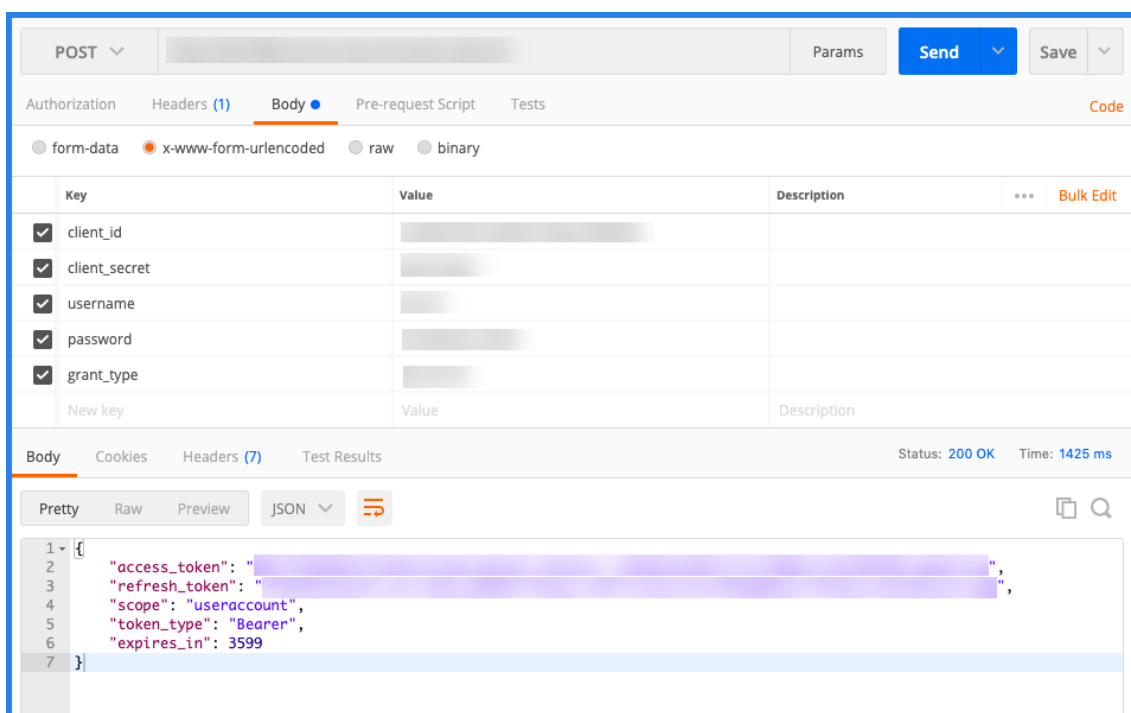 POST Params Send Save
Authorization Headers (1) Body Pre-request Script Tests Code
form-data x-www-form-urlencoded raw binary
Key Value Description ••• Bulk Edit
client_id
client_secret
username
password
grant_type
New key Value Description
Body Cookies Headers (7) Test Results Status: 200 OK Time: 1425 ms
Pretty Raw Preview JSON
1 {
2 "access_token": "",
3 "refresh_token": "",
4 "scope": "useraccount",
5 "token_type": "Bearer",
6 "expires_in": 3599
7 }